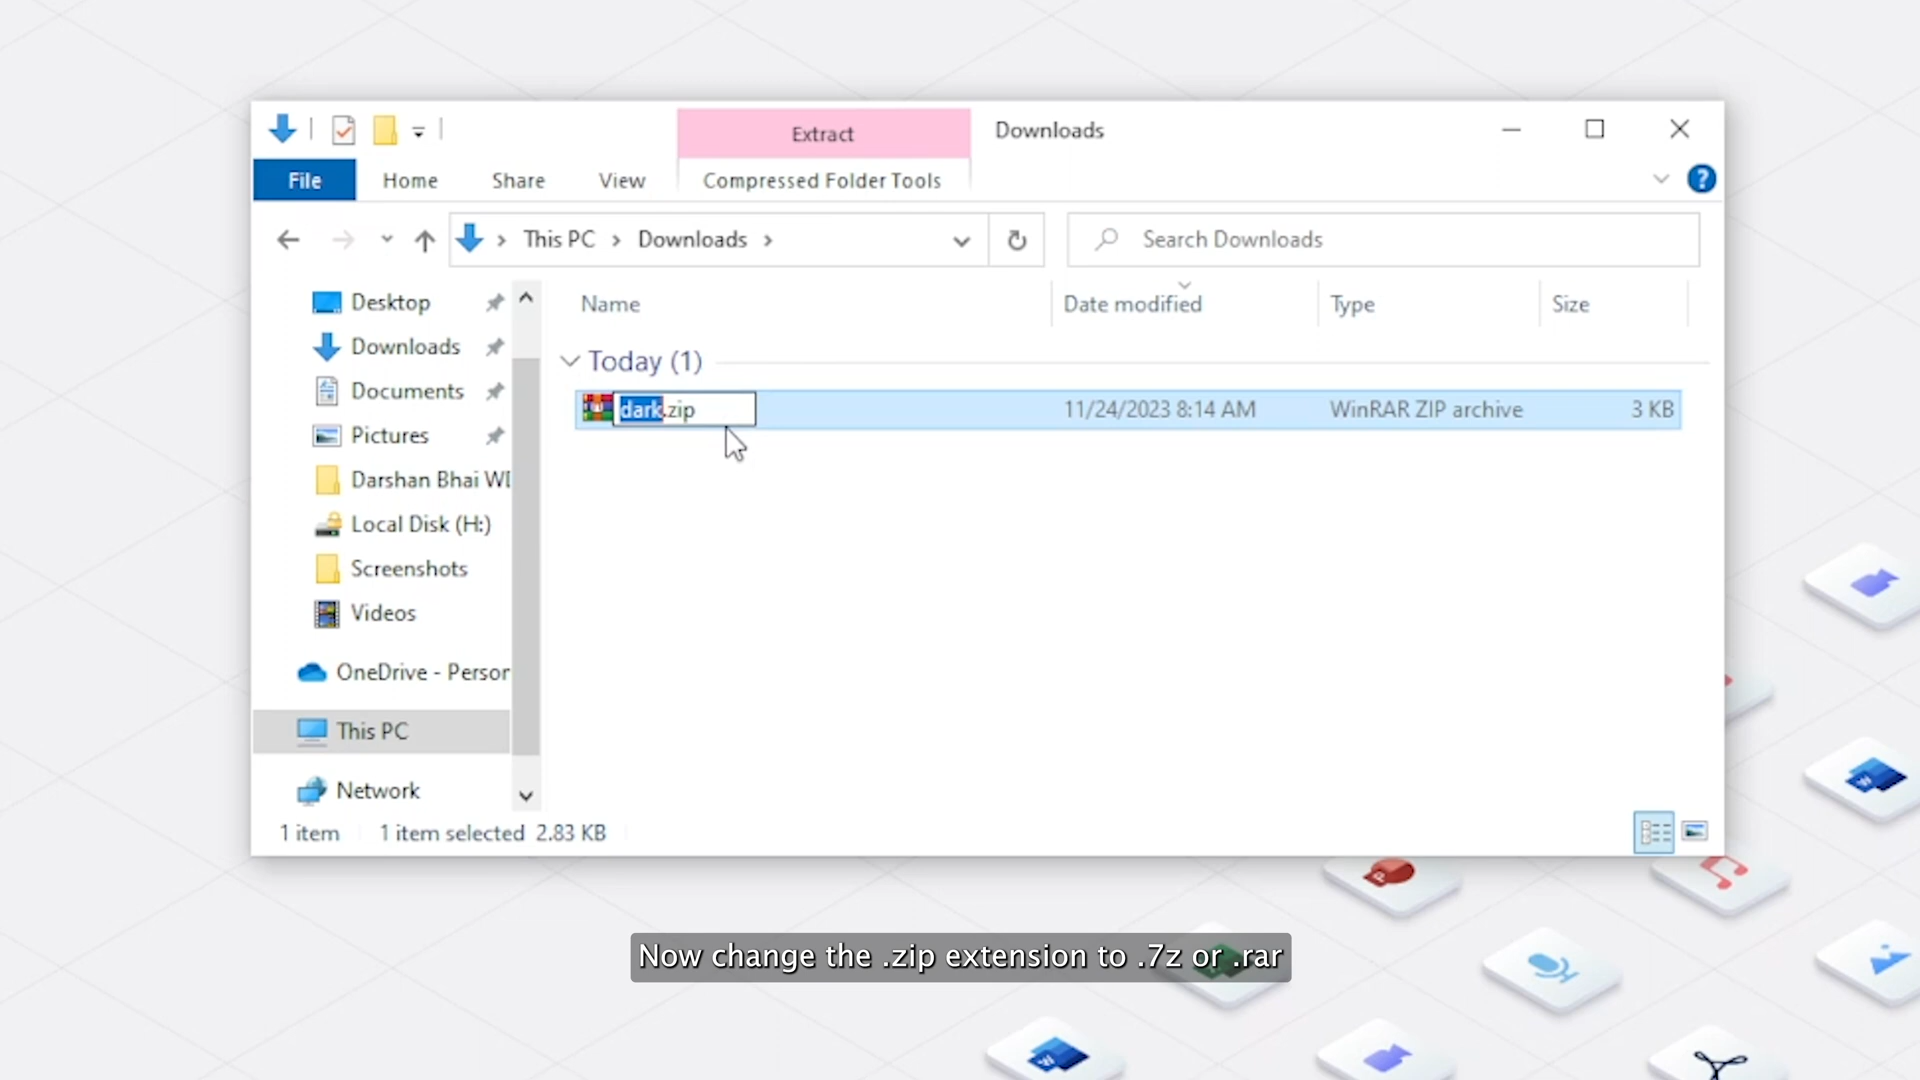 Extract
Downloads
File
Home
Share
View
Compressed Folder Tools
?
This PC
Downloads
Search Downloads
Desktop
Downloads
Documents
Pictures
Darshan Bhai WD
Local Disk (H:)
Screenshots
Videos
OneDrive - Person
This PC
Network
Name
Date modified
Type
Size
Today (1)
dark.zip
11/24/2023 8:14 AM
WinRAR ZIP archive
3 KB
1 item
1 item selected 2.83 KB
Now change the .zip extension to .7z or .rar
W
P
W